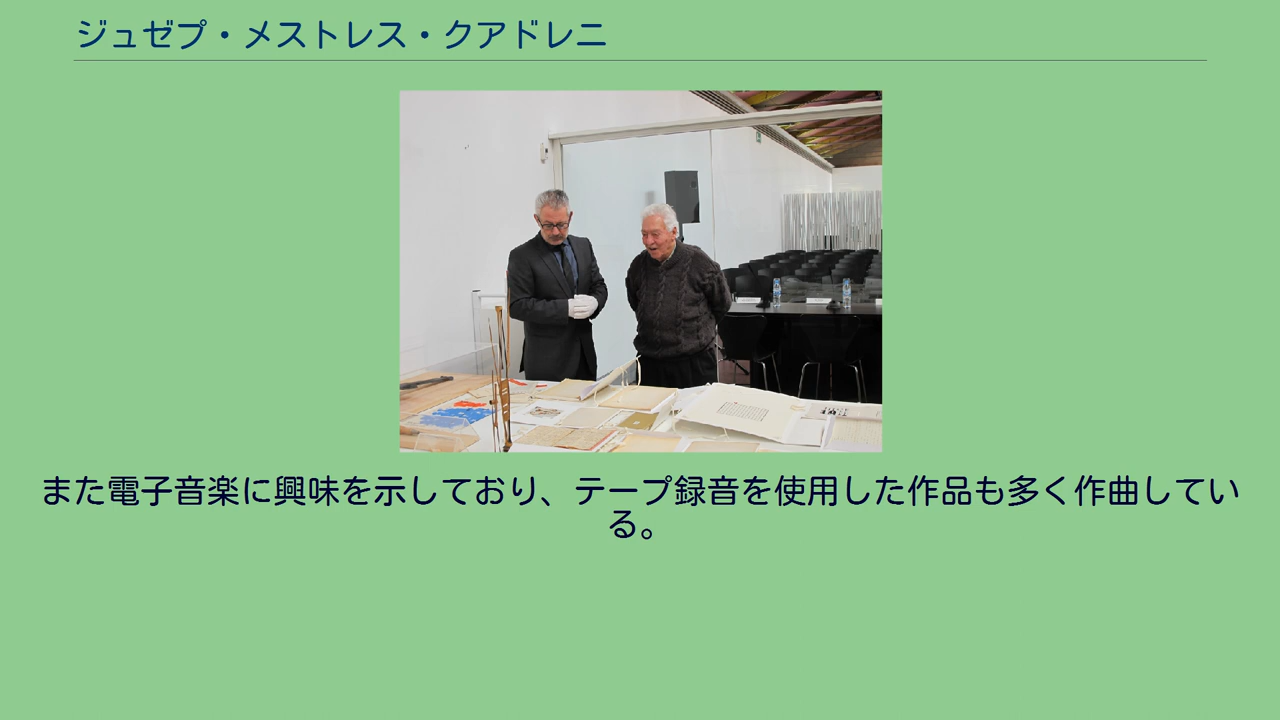 ジュゼプ・メストレス・クアドレニ
また電子音楽に興味を示しており、テープ録音を使用した作品も多く作曲してい
る。